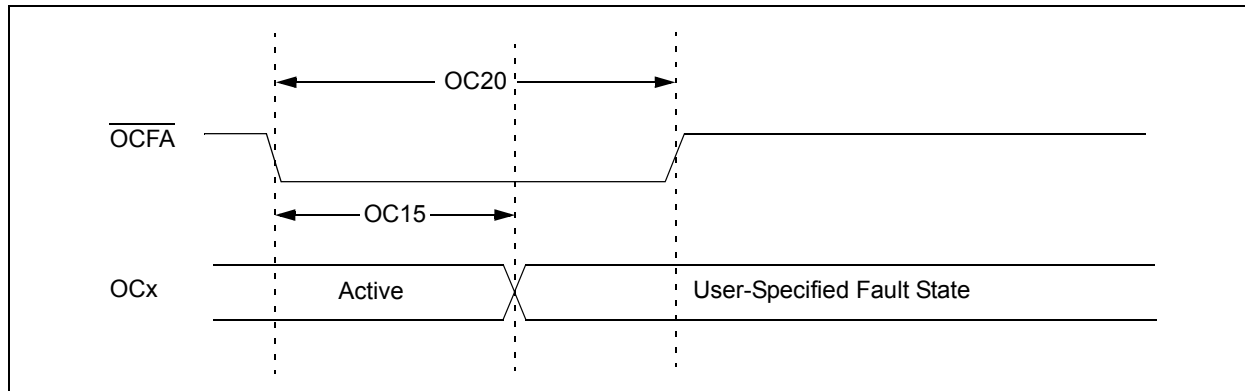 OC20
OCFA
OC15
OCx
Active
User-Specified Fault State